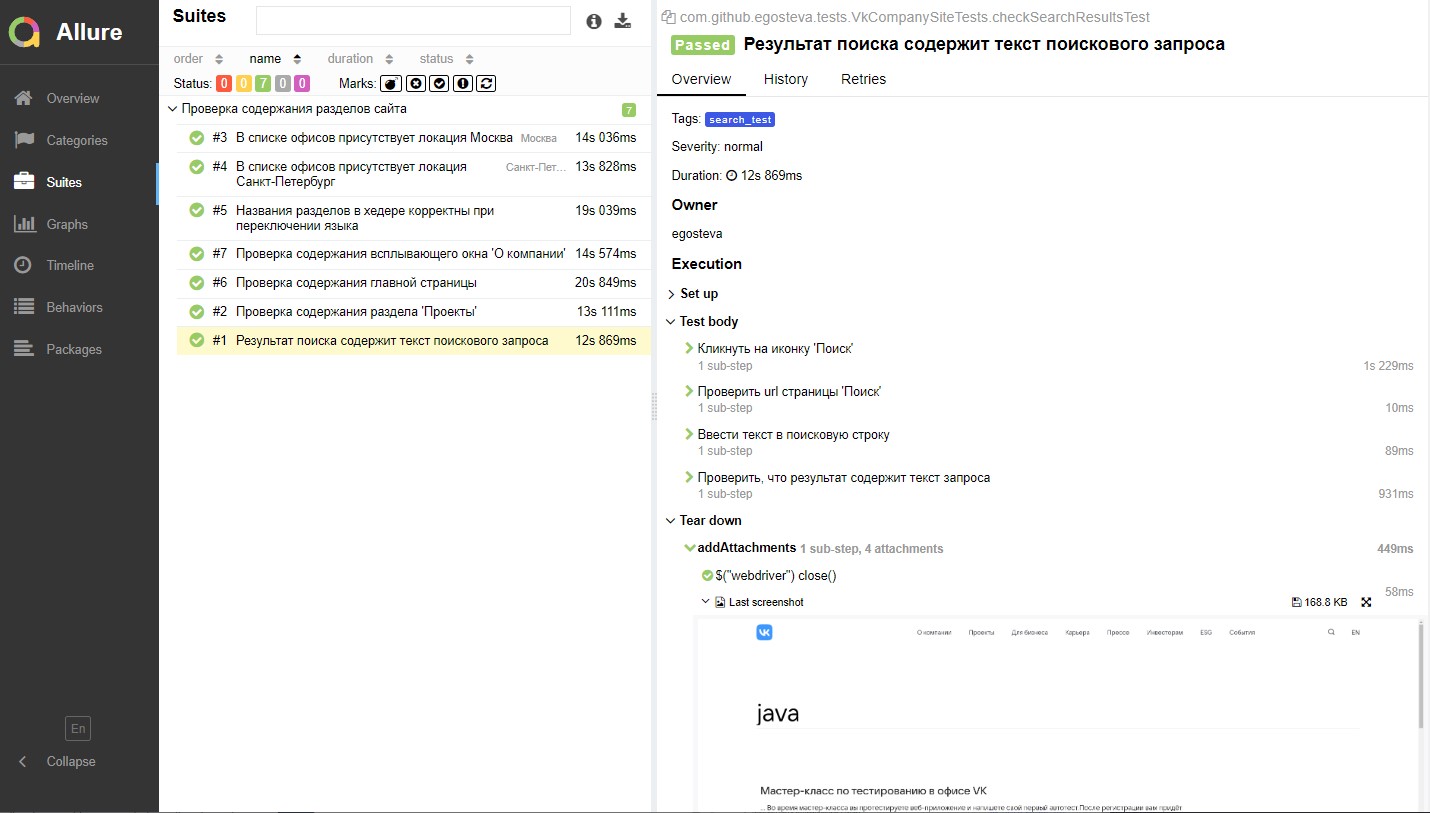 Allure
Overview
Categories
Suites
Graphs
Timeline
Behaviors
Packages
En
Collapse
Suites
order name duration status
Status: 0 0 7 0 0 Marks:
Проверка содержания разделов сайта 7
#3 В списке офисов присутствует локация Москва Москва 14s 036ms
#4 В списке офисов присутствует локация Санкт-Пет... 13s 828ms
Санкт-Петербург
#5 Названия разделов в хедере корректны при 19s 039ms
переключении языка
#7 Проверка содержания всплывающего окна 'О компании' 14s 574ms
#6 Проверка содержания главной страницы 20s 849ms
#2 Проверка содержания раздела 'Проекты' 13s 111ms
#1 Результат поиска содержит текст поискового запроса 12s 869ms
com.github.egosteva.tests.VkCompanySiteTests.checkSearchResultsTest
Passed Результат поиска содержит текст поискового запроса
Overview History Retries
Tags: search_test
Severity: normal
Duration: 12s 869ms
Owner
egosteva
Execution
Set up
Test body
Кликнуть на иконку 'Поиск'
1 sub-step 1s 229ms
Проверить url страницы 'Поиск'
1 sub-step 10ms
Ввести текст в поисковую строку
1 sub-step 89ms
Проверить, что результат содержит текст запроса
1 sub-step 931ms
Tear down
addAttachments 1 sub-step, 4 attachments 449ms
$("webdriver") close()
58ms
Last screenshot 168.8 KB
VK О компании Проекты Для бизнеса Карьера Прессе Инвесторам ESG События EN
java
Мастер-класс по тестированию в офисе VK
... Во время мастер-класса вы протестируете веб-приложение и напишете свой первый автотест После регистрации вам придёт